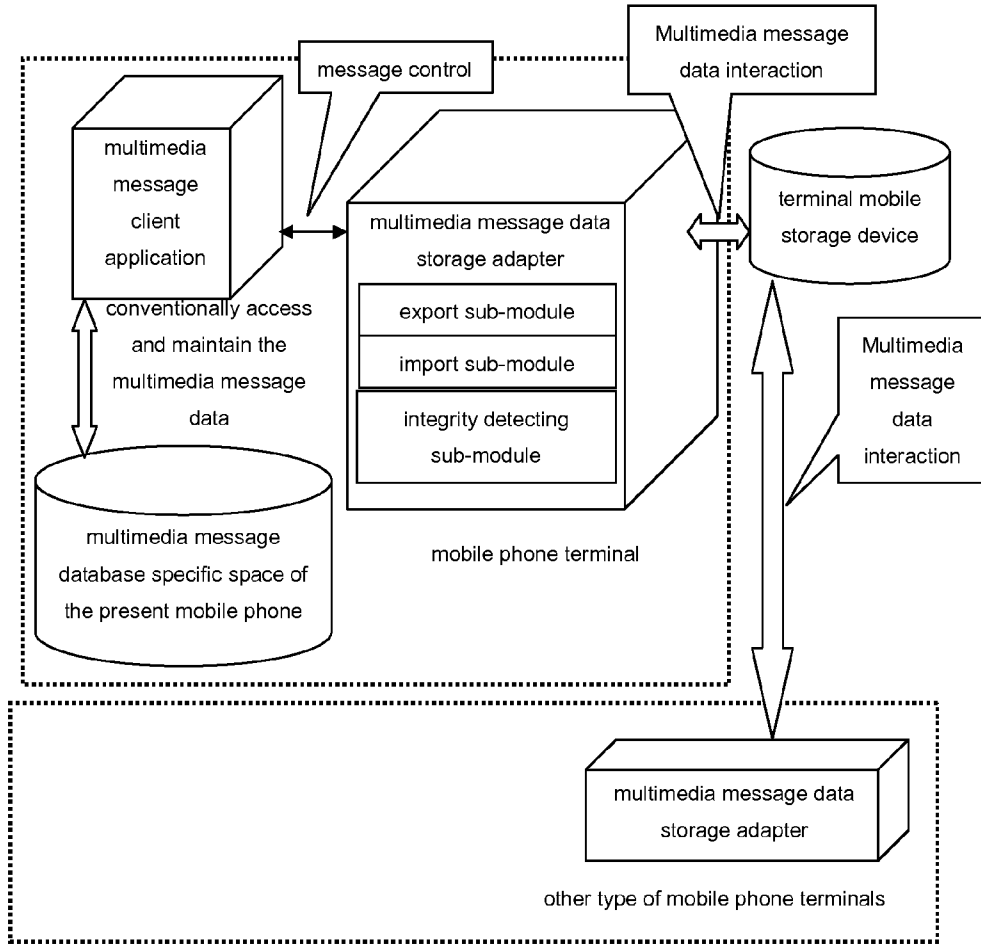 message control
Multimedia message
data interaction
multimedia
message
client
application
multimedia message data
storage adapter
export sub-module
import sub-module
integrity detecting
sub-module
terminal mobile
storage device
conventionally access
and maintain the
multimedia message
data
Multimedia
message
data
interaction
multimedia message
database specific space of
the present mobile phone
mobile phone terminal
multimedia message data
storage adapter
other type of mobile phone terminals